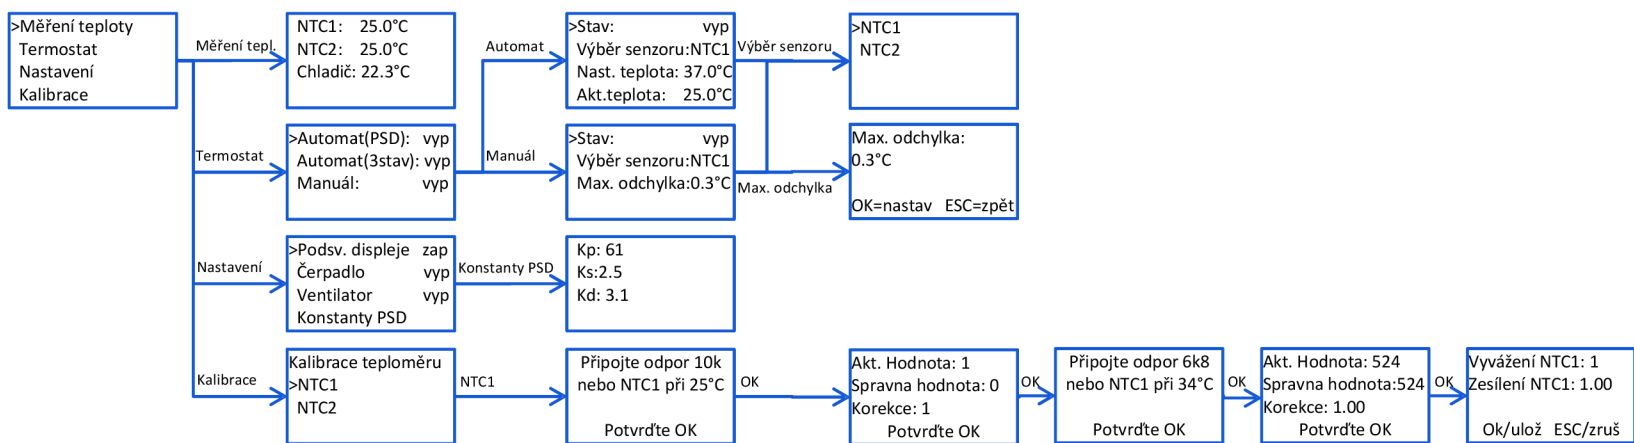 >Měření teploty
Termostat
Nastavení
Kalibrace
Měření tepl.
NTC1: 25.0°C
NTC2: 25.0°C
Chladič: 22.3°C
Termostat
>Automat(PSD): vyp
Automat(3stav): vyp
Manuál: vyp
Automat
>Stav: vyp
Výběr senzoru:NTC1
Nast. teplota: 37.0°C
Akt.teplota: 25.0°C
Manuál
>Stav: vyp
Výběr senzoru:NTC1
Max. odchylka:0.3°C
Výběr senzoru
>NTC1
NTC2
Max. odchylka
Max. odchylka:
0.3°C
OK=nastav ESC=zpět
Nastavení
>Podsv. displeje zap
Čerpadlo vyp
Ventilator vyp
Konstanty PSD
Konstanty PSD
Kp: 61
Ks:2.5
Kd: 3.1
Kalibrace
Kalibrace teploměru
>NTC1
NTC2
NTC1
Připojte odpor 10k
nebo NTC1 při 25°C
Potvrďte OK
OK
Akt. Hodnota: 1
Spravna hodnota: 0
Korekce: 1
Potvrďte OK
OK
Připojte odpor 6k8
nebo NTC1 při 34°C
Potvrďte OK
OK
Akt. Hodnota: 524
Spravna hodnota:524
Korekce: 1.00
Potvrďte OK
OK
Vyvážení NTC1: 1
Zesílení NTC1: 1.00
Ok/ulož ESC/zruš